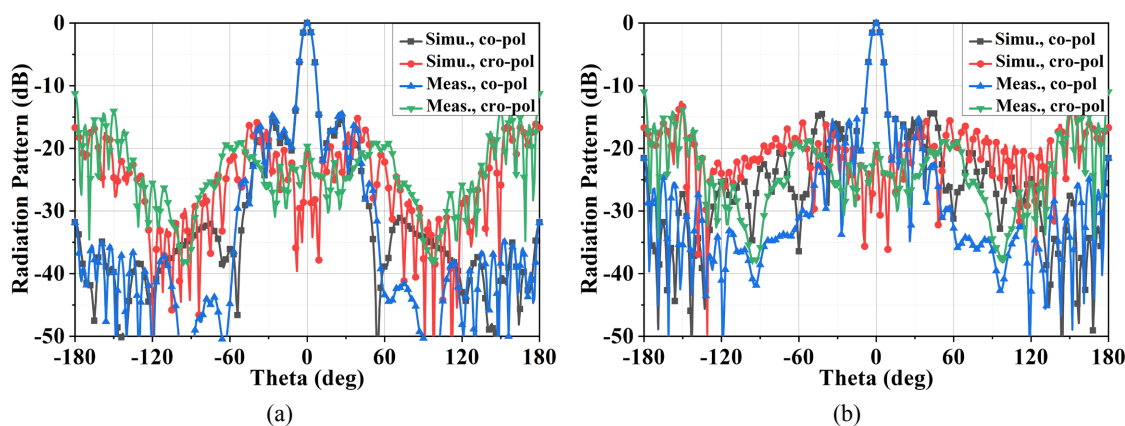 Radiation Pattern (dB)
0
-10
-20
-30
-40
-50
Simu., co-pol
Simu., cro-pol
Meas., co-pol
Meas., cro-pol
-180 -120 -60 0 60 120 180
Theta (deg)
(a)
Radiation Pattern (dB)
0
-10
-20
-30
-40
-50
Simu., co-pol
Simu., cro-pol
Meas., co-pol
Meas., cro-pol
-180 -120 -60 0 60 120 180
Theta (deg)
(b)